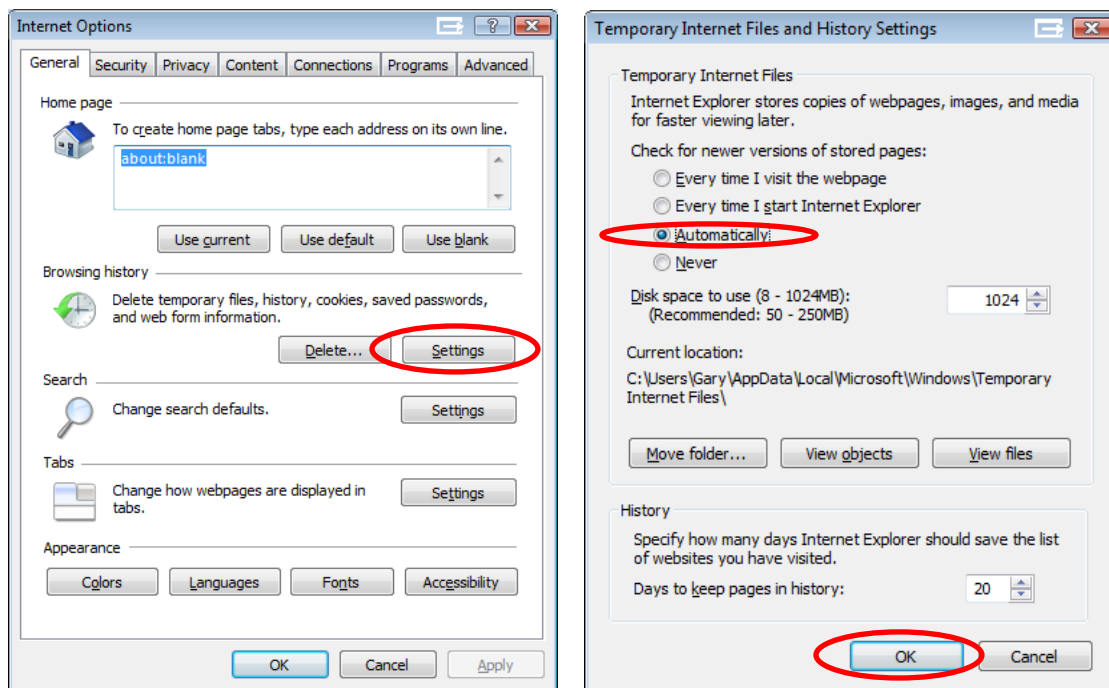 Internet Options
General Security Privacy Content Connections Programs Advanced
Home page
To create home page tabs, type each address on its own line.
about:blank
Use current Use default Use blank
Browsing history
Delete temporary files, history, cookies, saved passwords,
and web form information.
Delete... Settings
Search
Change search defaults.
Settings
Tabs
Change how webpages are displayed in
tabs.
Settings
Appearance
Colors Languages Fonts Accessibility
OK Cancel Apply
Temporary Internet Files and History Settings
Temporary Internet Files
Internet Explorer stores copies of webpages, images, and media
for faster viewing later.
Check for newer versions of stored pages:
Every time I visit the webpage
Every time I start Internet Explorer
Automatically
Never
Disk space to use (8 - 1024MB):
(Recommended: 50 - 250MB)
1024
Current location:
C:\Users\Gary\AppData\Local\Microsoft\Windows\Temporary
Internet Files\
Move folder... View objects View files
History
Specify how many days Internet Explorer should save the list
of websites you have visited.
Days to keep pages in history: 20
OK Cancel